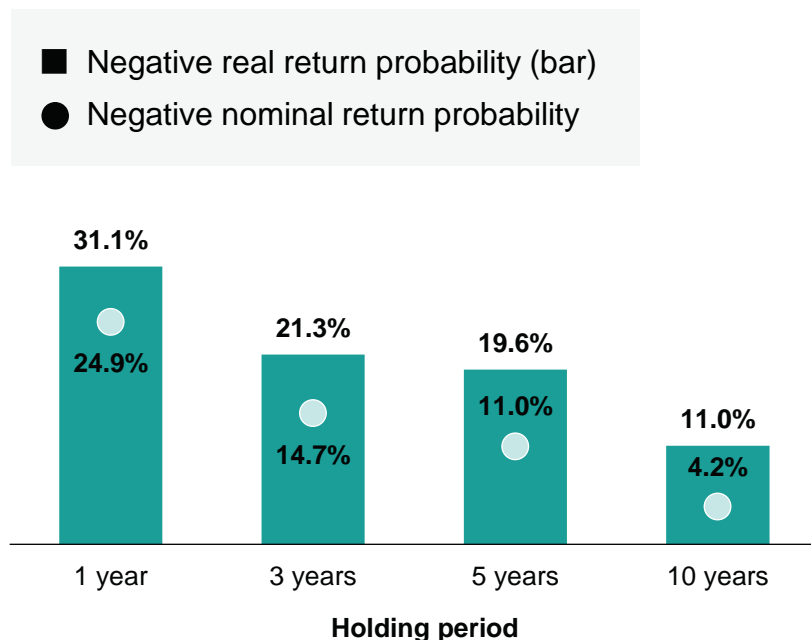 Negative real return probability (bar)
Negative nominal return probability
31.1%
24.9%
21.3%
14.7%
19.6%
11.0%
11.0%
4.2%
1 year
3 years
5 years
10 years
Holding period